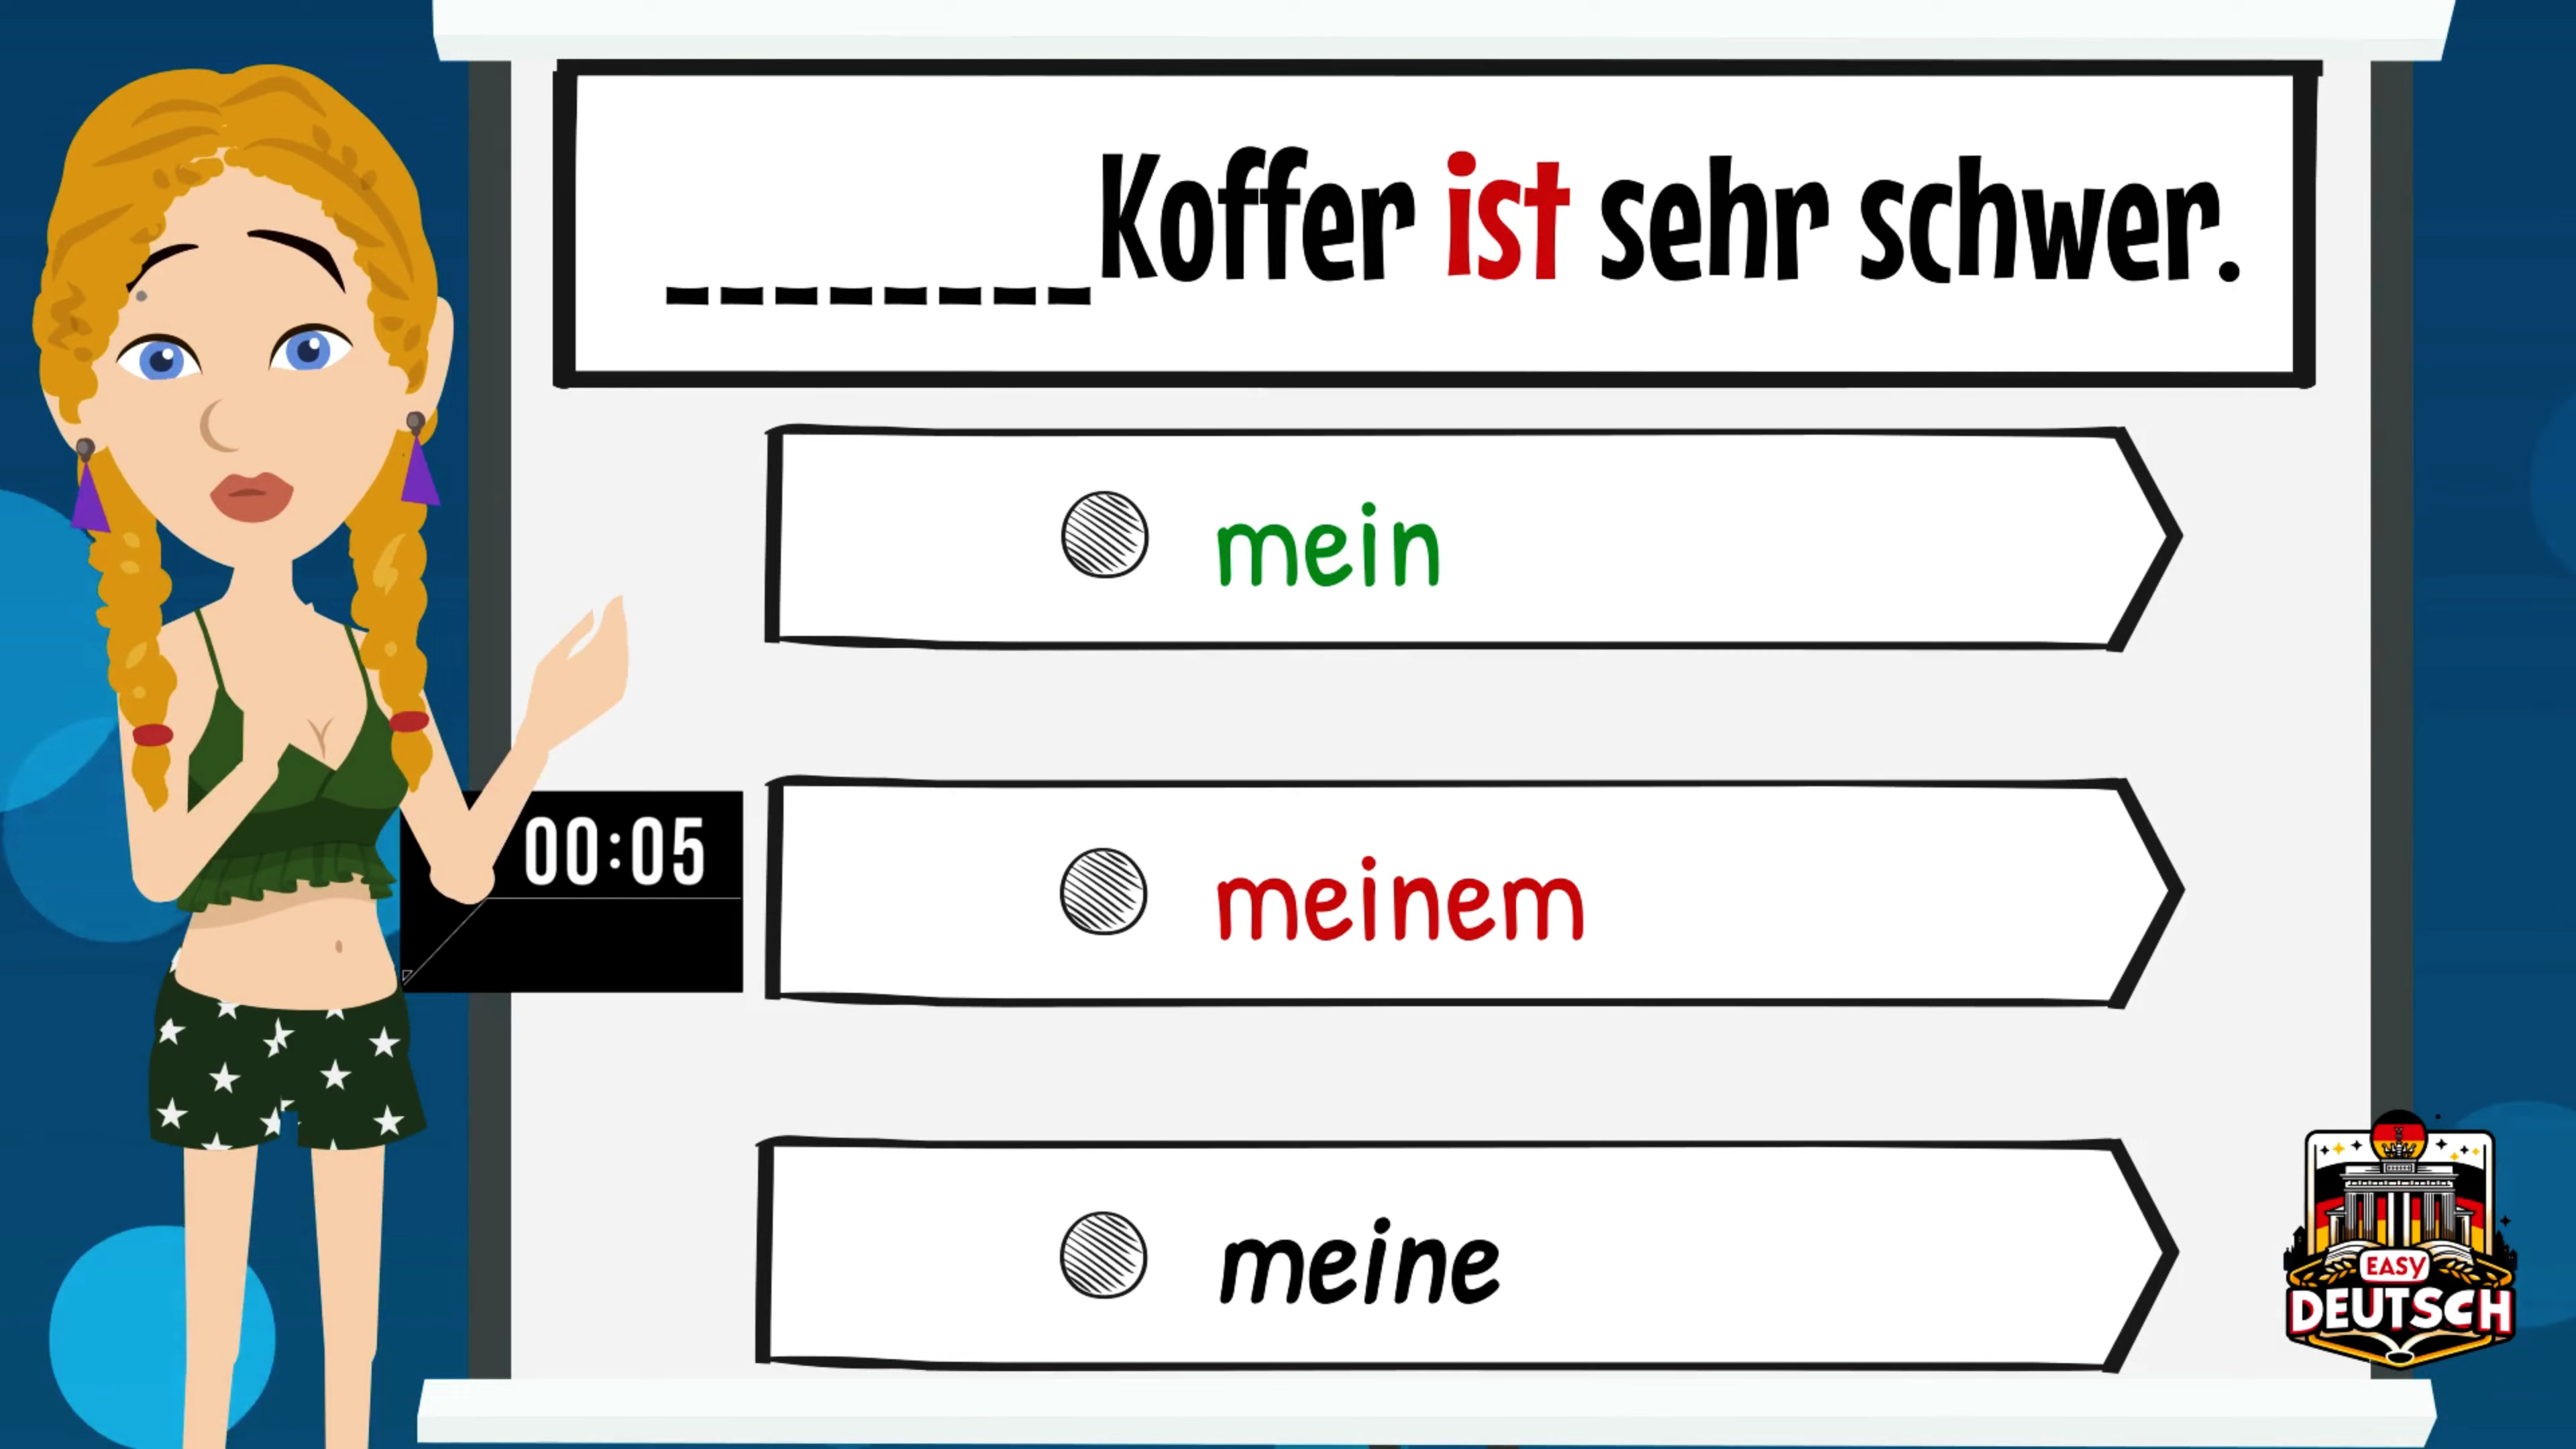 ________Koffer ist sehr schwer.
mein
00:05
meinem
meine
EASY
DEUTSCH